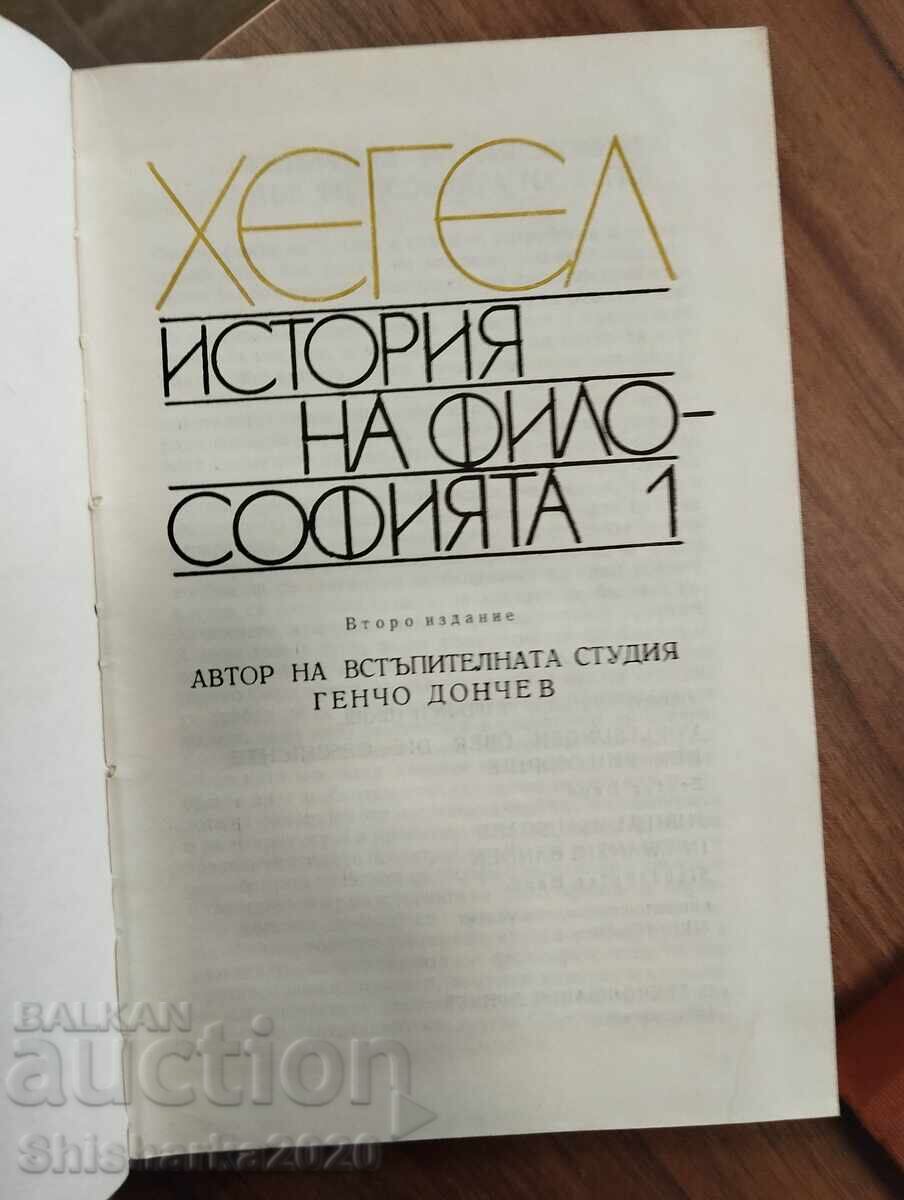 ХЕГЕЛ
ИСТОРИЯ
НА ФИЛО-
СОФИЯТА 1
Второ издание
АВТОР НА ВСТЪПИТЕЛНАТА СТУДИЯ
ГЕНЧО ДОНЧЕВ
BALKAN
auction
Shisharka2020